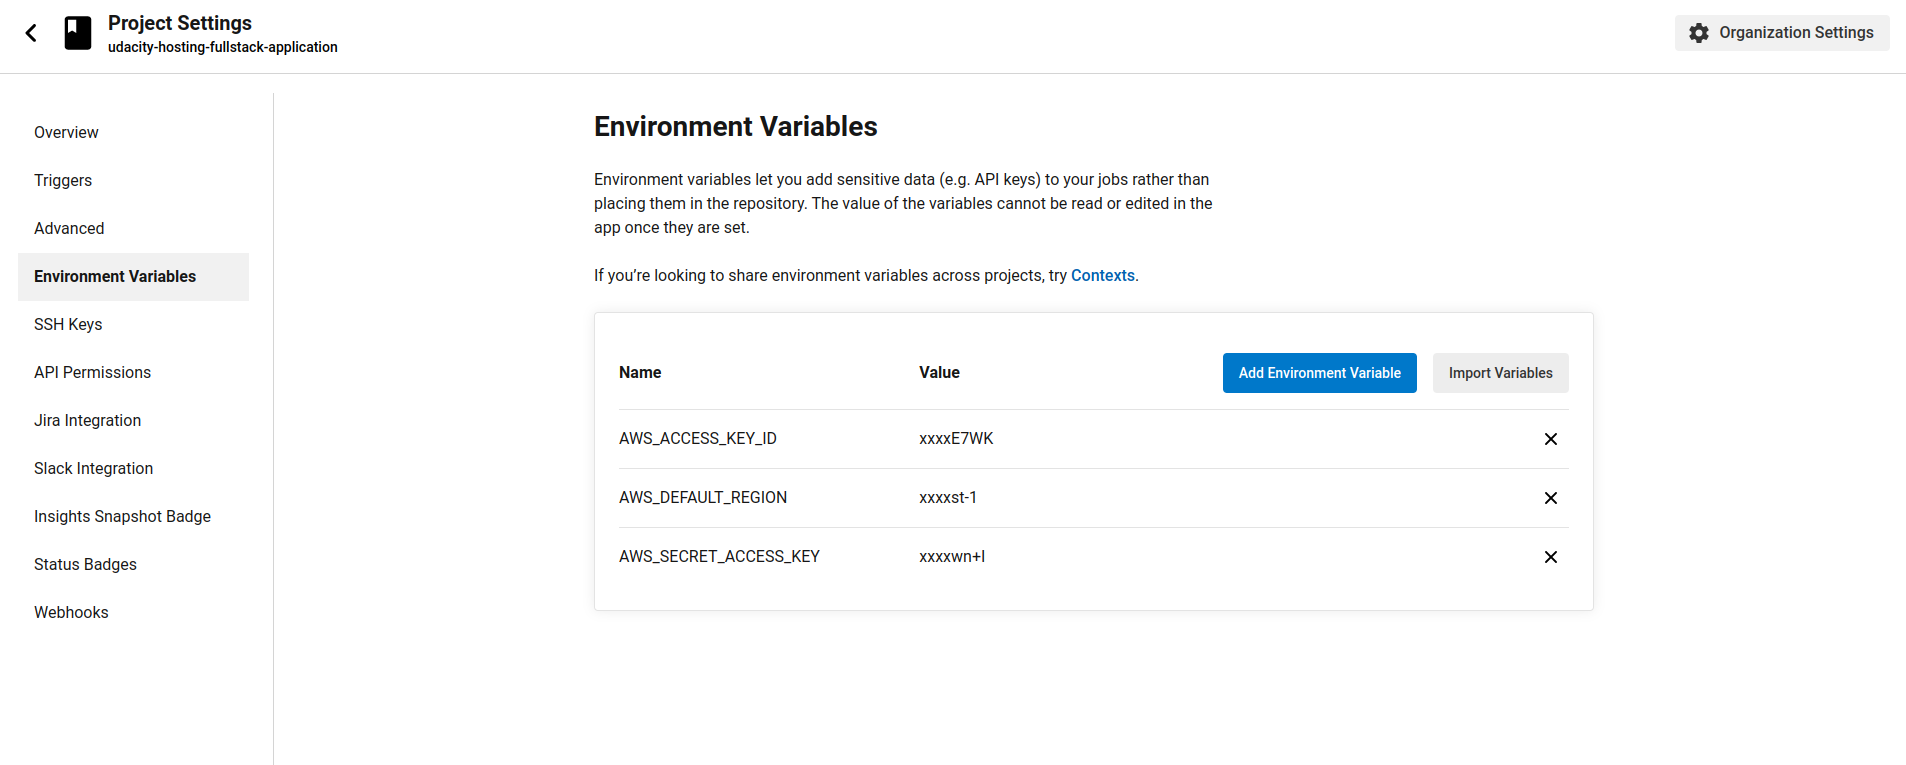 Project Settings
udacity-hosting-fullstack-application
Organization Settings
Overview
Triggers
Advanced
Environment Variables
SSH Keys
API Permissions
Jira Integration
Slack Integration
Insights Snapshot Badge
Status Badges
Webhooks
Environment Variables
Environment variables let you add sensitive data (e.g. API keys) to your jobs rather than
placing them in the repository. The value of the variables cannot be read or edited in the
app once they are set.
If you’re looking to share environment variables across projects, try Contexts.
Name Value Add Environment Variable Import Variables
AWS_ACCESS_KEY_ID xxxxE7WK
AWS_DEFAULT_REGION xxxxst-1
AWS_SECRET_ACCESS_KEY xxxxwn+l